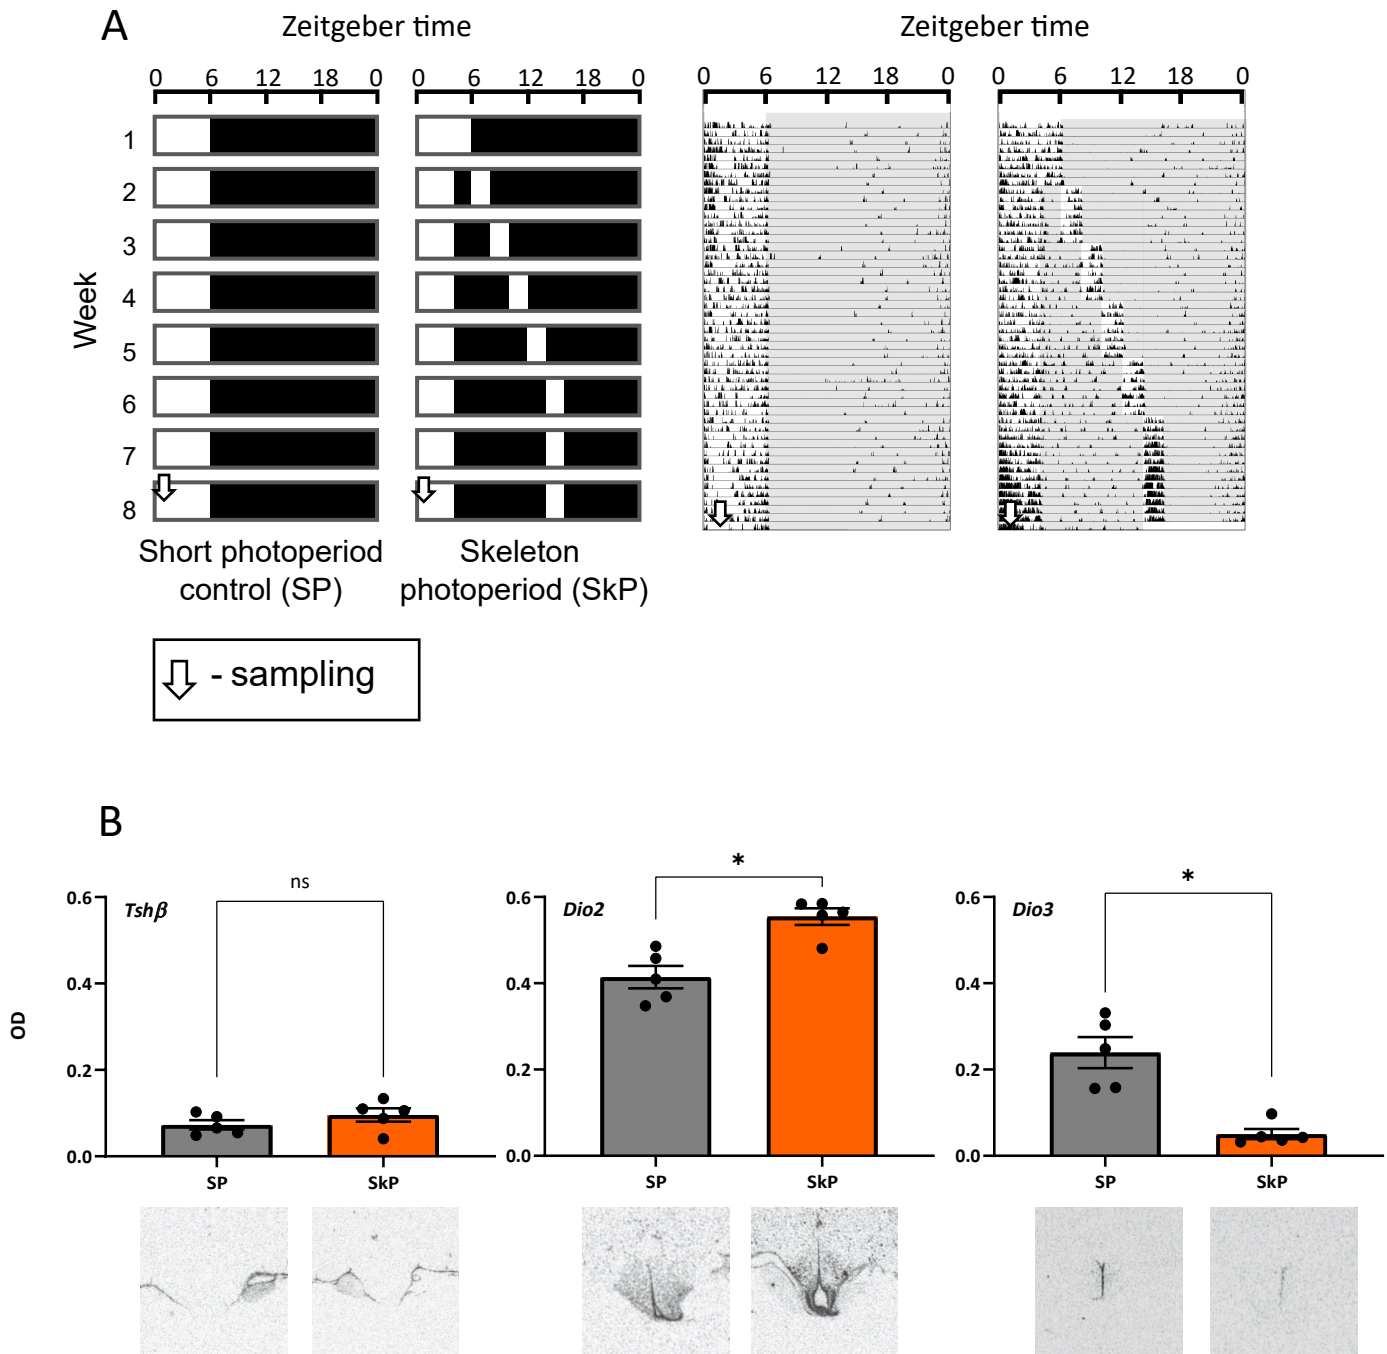 A
Zeitgeber time
Zeitgeber time
0 6 12 18 0
0 6 12 18 0
0 6 12 18 0
0 6 12 18 0
Week
1
2
3
4
5
6
7
8
Short photoperiod
control (SP)
Skeleton
photoperiod (SkP)
- sampling
B
OD
Tshβ
ns
0.6
0.4
0.2
0.0
SP SkP
Dio2
*
0.6
0.4
0.2
0.0
SP SkP
Dio3
*
0.6
0.4
0.2
0.0
SP SkP